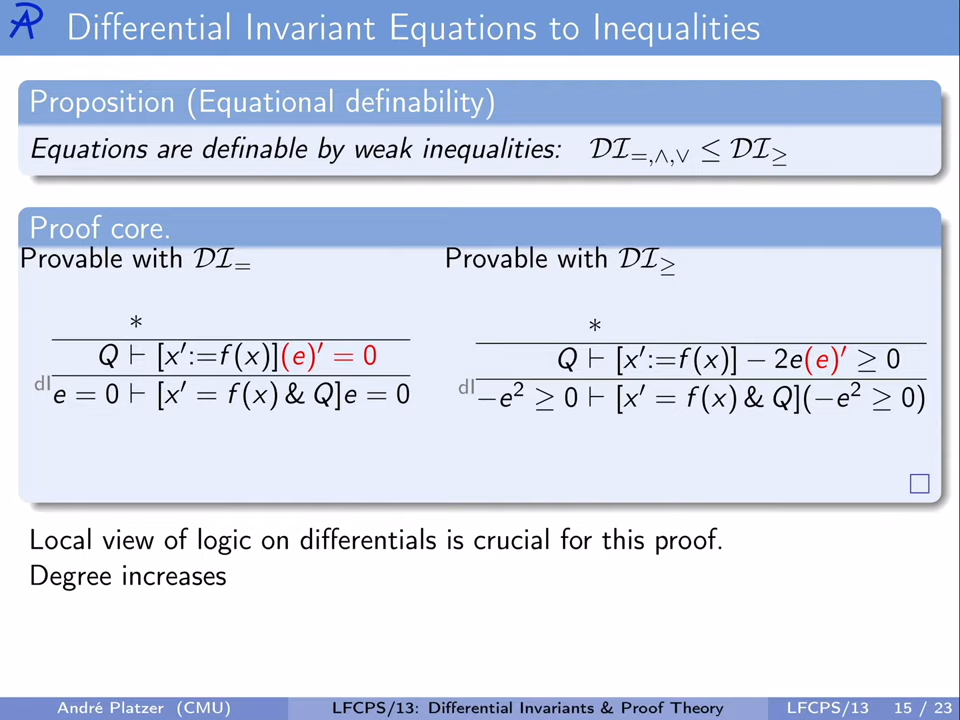 Differential Invariant Equations to Inequalities
Proposition (Equational definability)
Equations are definable by weak inequalities: 𝒟ℐ₌,∧,∨ ≤ 𝒟ℐ≥
Proof core.
Provable with 𝒟ℐ₌
∗
Q ⊢ [x′:=f(x)](e)′ = 0
dI e = 0 ⊢ [x′ = f(x) & Q]e = 0
Provable with 𝒟ℐ≥
∗
Q ⊢ [x′:=f(x)] − 2e(e)′ ≥ 0
dI −e² ≥ 0 ⊢ [x′ = f(x) & Q](−e² ≥ 0)
□
Local view of logic on differentials is crucial for this proof.
Degree increases
André Platzer (CMU) LFCPS/13: Differential Invariants & Proof Theory LFCPS/13 15 / 23